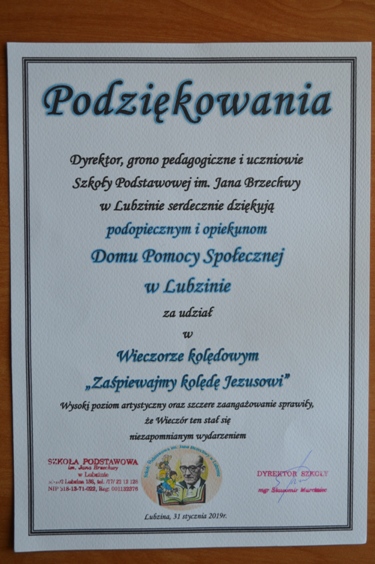 Podziękowania
Dyrektor, grono pedagogiczne i uczniowie
Szkoły Podstawowej im. Jana Brzechwy
w Lubzinie serdecznie dziękują
podopiecznym i opiekunom
Domu Pomocy Społecznej
w Lubzinie
za udział
w
Wieczorze kolędowym
„Zaśpiewajmy kolędę Jezusowi”
Wysoki poziom artystyczny oraz szczere zaangażowanie sprawiły,
że Wieczór ten stał się
niezapomnianym wydarzeniem
SZKOŁA PODSTAWOWA
im. Jana Brzechwy
w Lubzinie
DYREKTOR SZKOŁY
mgr Sławomir
Lubzina, 31 stycznia 2019r.